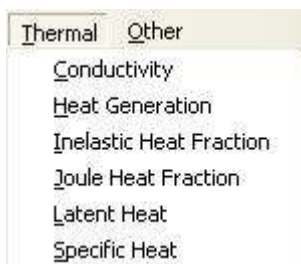 Thermal Other
Conductivity
Heat Generation
Inelastic Heat Fraction
Joule Heat Fraction
Latent Heat
Specific Heat